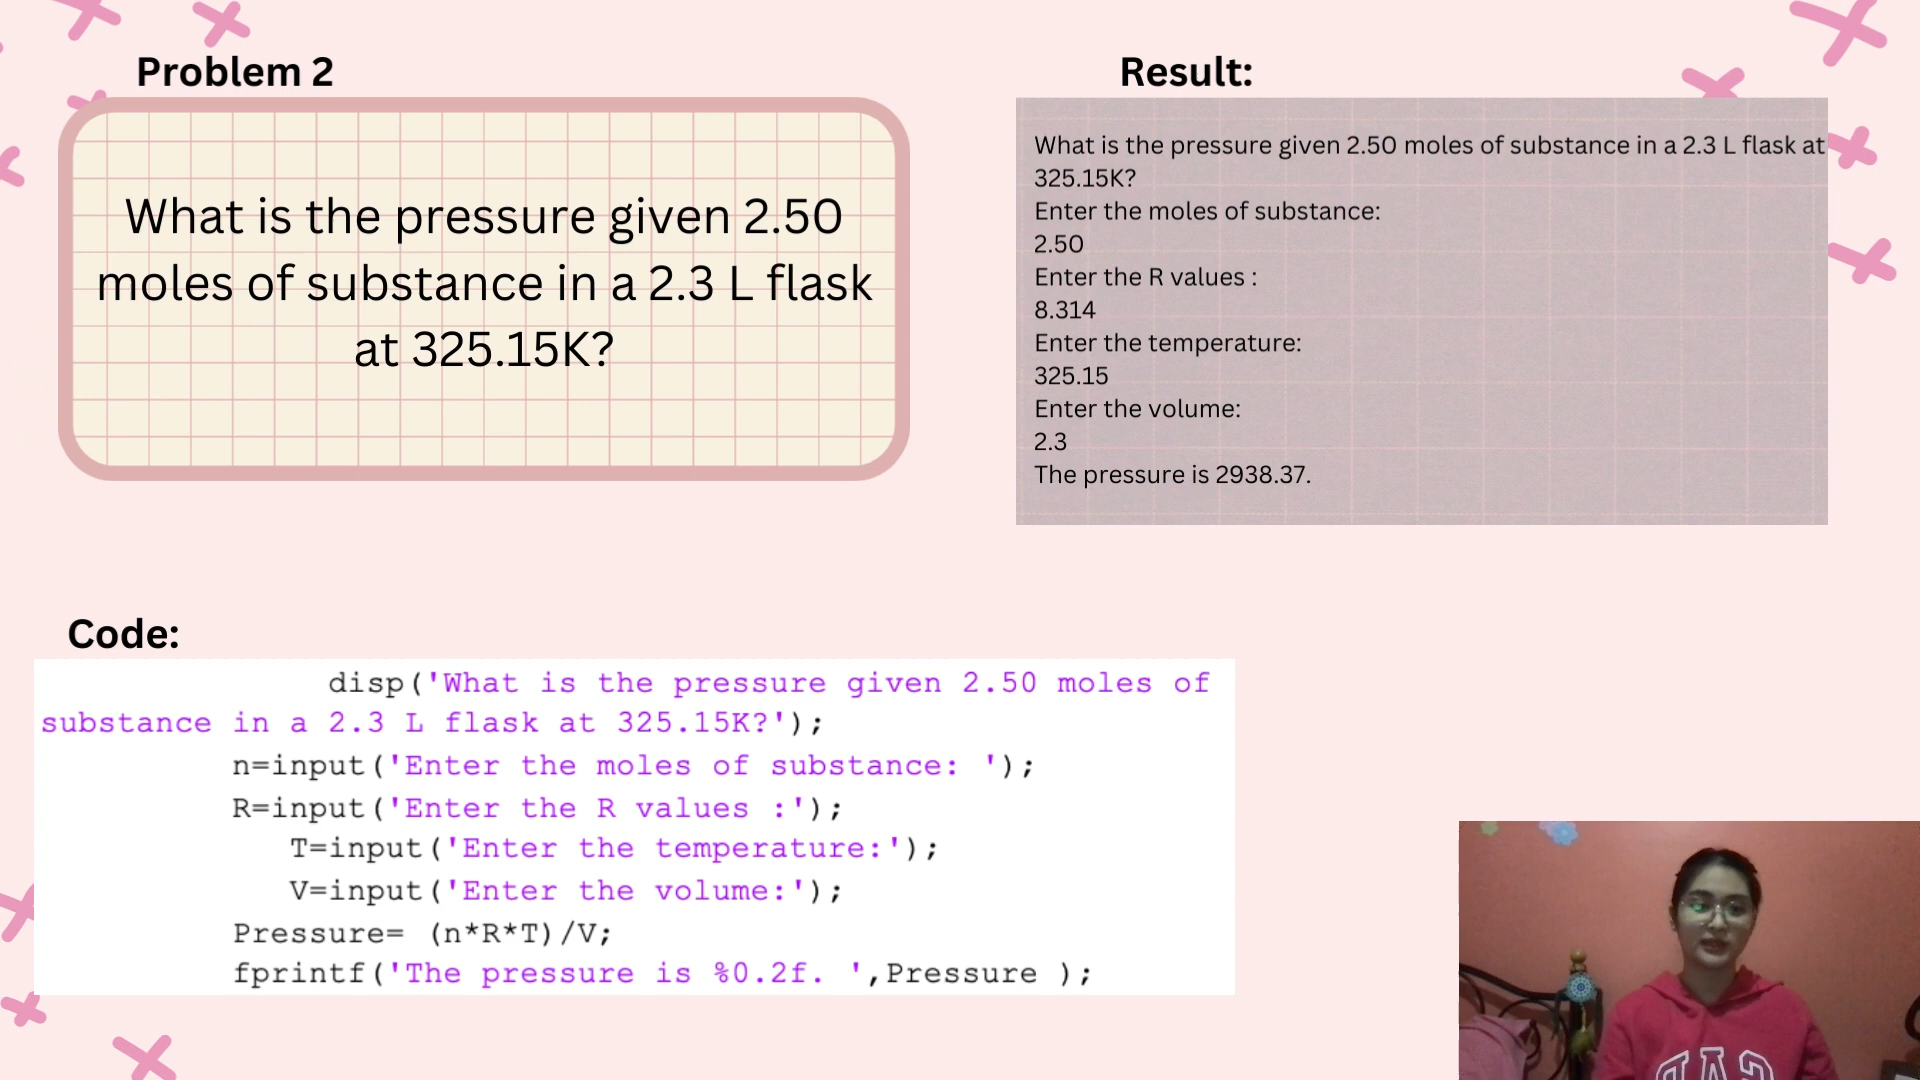 Problem 2
What is the pressure given 2.50
moles of substance in a 2.3 L flask
at 325.15K?
Result:
What is the pressure given 2.50 moles of substance in a 2.3 L flask at
325.15K?
Enter the moles of substance:
2.50
Enter the R values :
8.314
Enter the temperature:
325.15
Enter the volume:
2.3
The pressure is 2938.37.
Code:
disp('What is the pressure given 2.50 moles of
substance in a 2.3 L flask at 325.15K?');
n=input('Enter the moles of substance: ');
R=input('Enter the R values :');
T=input('Enter the temperature:');
V=input('Enter the volume:');
Pressure= (n*R*T)/V;
fprintf('The pressure is %0.2f. ',Pressure );
GAP